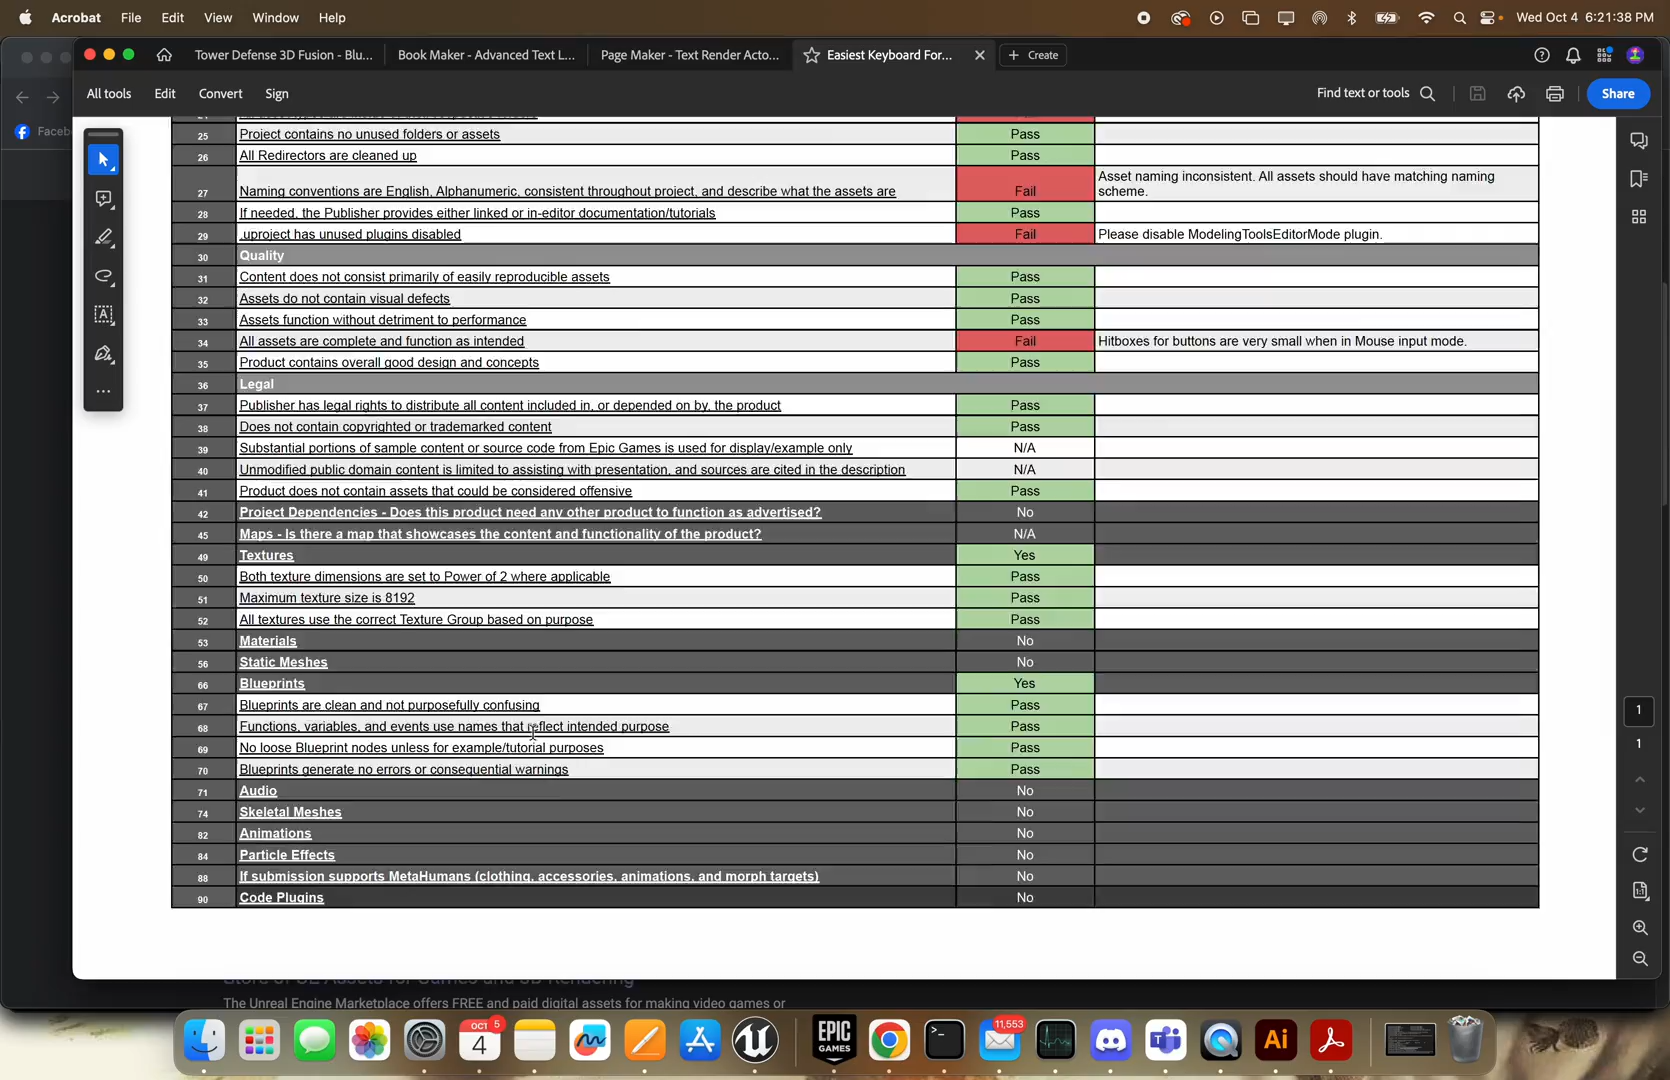 Acrobat File Edit View Window Help
Wed Oct 4 6:21:38 PM
Tower Defense 3D Fusion - Blu...
Book Maker - Advanced Text L...
Page Maker - Text Render Acto...
Easiest Keyboard For...
Create
All tools Edit Convert Sign
Find text or tools
Share
Faceb
25 Project contains no unused folders or assets Pass
26 All Redirectors are cleaned up Pass
Asset naming inconsistent. All assets should have matching naming
27 Naming conventions are English, Alphanumeric, consistent throughout project, and describe what the assets are Fail scheme.
28 If needed, the Publisher provides either linked or in-editor documentation/tutorials Pass
29 .uproject has unused plugins disabled Fail Please disable ModelingToolsEditorMode plugin.
30 Quality
31 Content does not consist primarily of easily reproducible assets Pass
32 Assets do not contain visual defects Pass
33 Assets function without detriment to performance Pass
34 All assets are complete and function as intended Fail Hitboxes for buttons are very small when in Mouse input mode.
35 Product contains overall good design and concepts Pass
36 Legal
37 Publisher has legal rights to distribute all content included in, or depended on by, the product Pass
38 Does not contain copyrighted or trademarked content Pass
39 Substantial portions of sample content or source code from Epic Games is used for display/example only N/A
40 Unmodified public domain content is limited to assisting with presentation, and sources are cited in the description N/A
41 Product does not contain assets that could be considered offensive Pass
42 Project Dependencies - Does this product need any other product to function as advertised? No
45 Maps - Is there a map that showcases the content and functionality of the product? N/A
49 Textures Yes
50 Both texture dimensions are set to Power of 2 where applicable Pass
51 Maximum texture size is 8192 Pass
52 All textures use the correct Texture Group based on purpose Pass
53 Materials No
56 Static Meshes No
66 Blueprints Yes
67 Blueprints are clean and not purposefully confusing Pass
68 Functions, variables, and events use names that reflect intended purpose Pass
69 No loose Blueprint nodes unless for example/tutorial purposes Pass
70 Blueprints generate no errors or consequential warnings Pass
71 Audio No
74 Skeletal Meshes No
82 Animations No
84 Particle Effects No
88 If submission supports MetaHumans (clothing, accessories, animations, and morph targets) No
90 Code Plugins No
1
1
The Unreal Engine Marketplace offers FREE and paid digital assets for making video games or
OCT 5
4
EPIC
GAMES
11,553
Ai